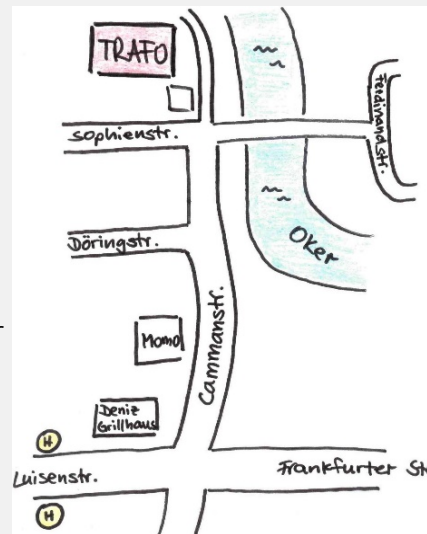 TRAFO
Sophienstr.
Ferdinandstr.
Döringstr.
Oker
Cammanstr.
Momo
Deniz
Grillhaus
H
Luisenstr.
Frankfurter St
H